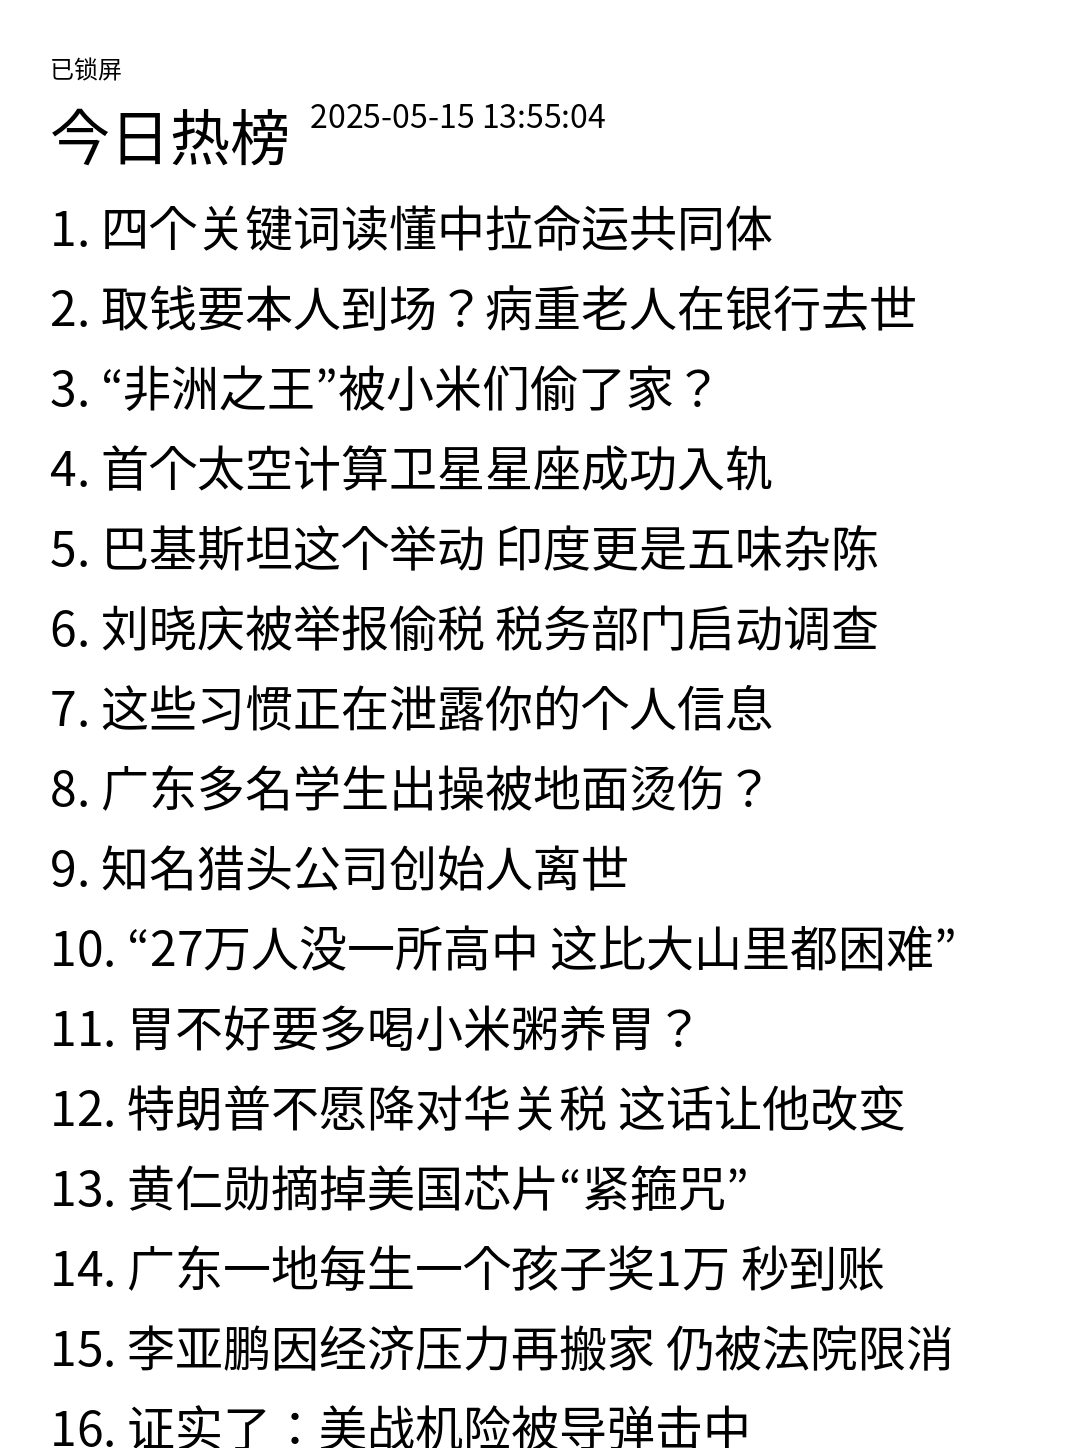 已锁屏
今日热榜 2025-05-15 13:55:04
1. 四个关键词读懂中拉命运共同体
2. 取钱要本人到场？病重老人在银行去世
3. “非洲之王”被小米们偷了家？
4. 首个太空计算卫星星座成功入轨
5. 巴基斯坦这个举动 印度更是五味杂陈
6. 刘晓庆被举报偷税 税务部门启动调查
7. 这些习惯正在泄露你的个人信息
8. 广东多名学生出操被地面烫伤？
9. 知名猎头公司创始人离世
10. “27万人没一所高中 这比大山里都困难”
11. 胃不好要多喝小米粥养胃？
12. 特朗普不愿降对华关税 这话让他改变
13. 黄仁勋摘掉美国芯片“紧箍咒”
14. 广东一地每生一个孩子奖1万 秒到账
15. 李亚鹏因经济压力再搬家 仍被法院限消
16. 证实了：美战机险被导弹击中